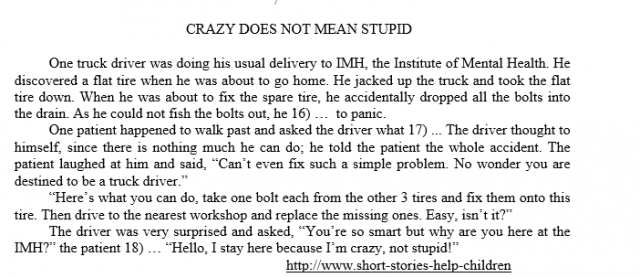 CRAZY DOES NOT MEAN STUPID
One truck driver was doing his usual delivery to IMH, the Institute of Mental Health. He
discovered a flat tire when he was about to go home. He jacked up the truck and took the flat
tire down. When he was about to fix the spare tire, he accidentally dropped all the bolts into
the drain. As he could not fish the bolts out, he 16) … to panic.
One patient happened to walk past and asked the driver what 17) ... The driver thought to
himself, since there is nothing much he can do; he told the patient the whole accident. The
patient laughed at him and said, “Can’t even fix such a simple problem. No wonder you are
destined to be a truck driver.”
“Here’s what you can do, take one bolt each from the other 3 tires and fix them onto this
tire. Then drive to the nearest workshop and replace the missing ones. Easy, isn’t it?”
The driver was very surprised and asked, “You’re so smart but why are you here at the
IMH?” the patient 18) … “Hello, I stay here because I’m crazy, not stupid!”
http://www.short-stories-help-children